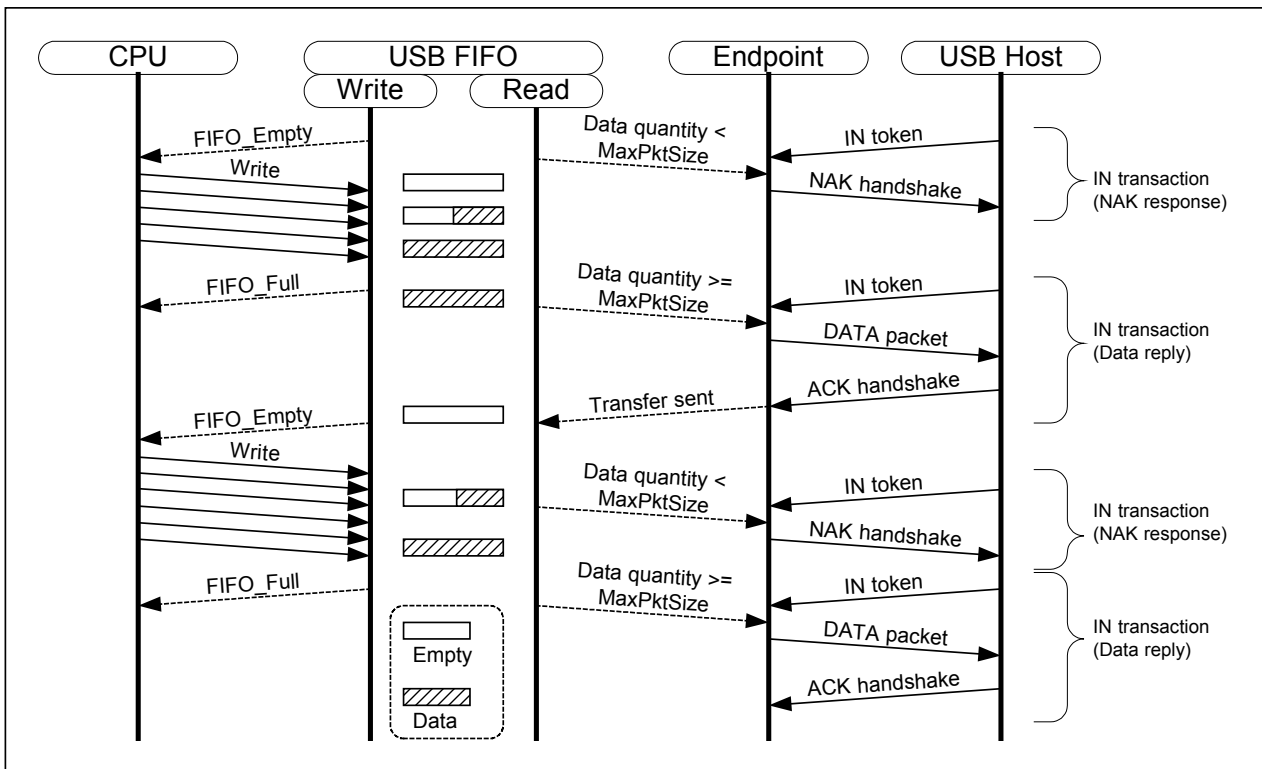 CPU
USB FIFO
Endpoint
USB Host
Write
Read
FIFO_Empty
Data quantity <
MaxPktSize
IN token
Write
NAK handshake
IN transaction
(NAK response)
FIFO_Full
Data quantity >=
MaxPktSize
IN token
DATA packet
IN transaction
(Data reply)
ACK handshake
Transfer sent
FIFO_Empty
Write
Data quantity <
MaxPktSize
IN token
NAK handshake
IN transaction
(NAK response)
FIFO_Full
Data quantity >=
MaxPktSize
IN token
DATA packet
IN transaction
(Data reply)
Empty
ACK handshake
Data